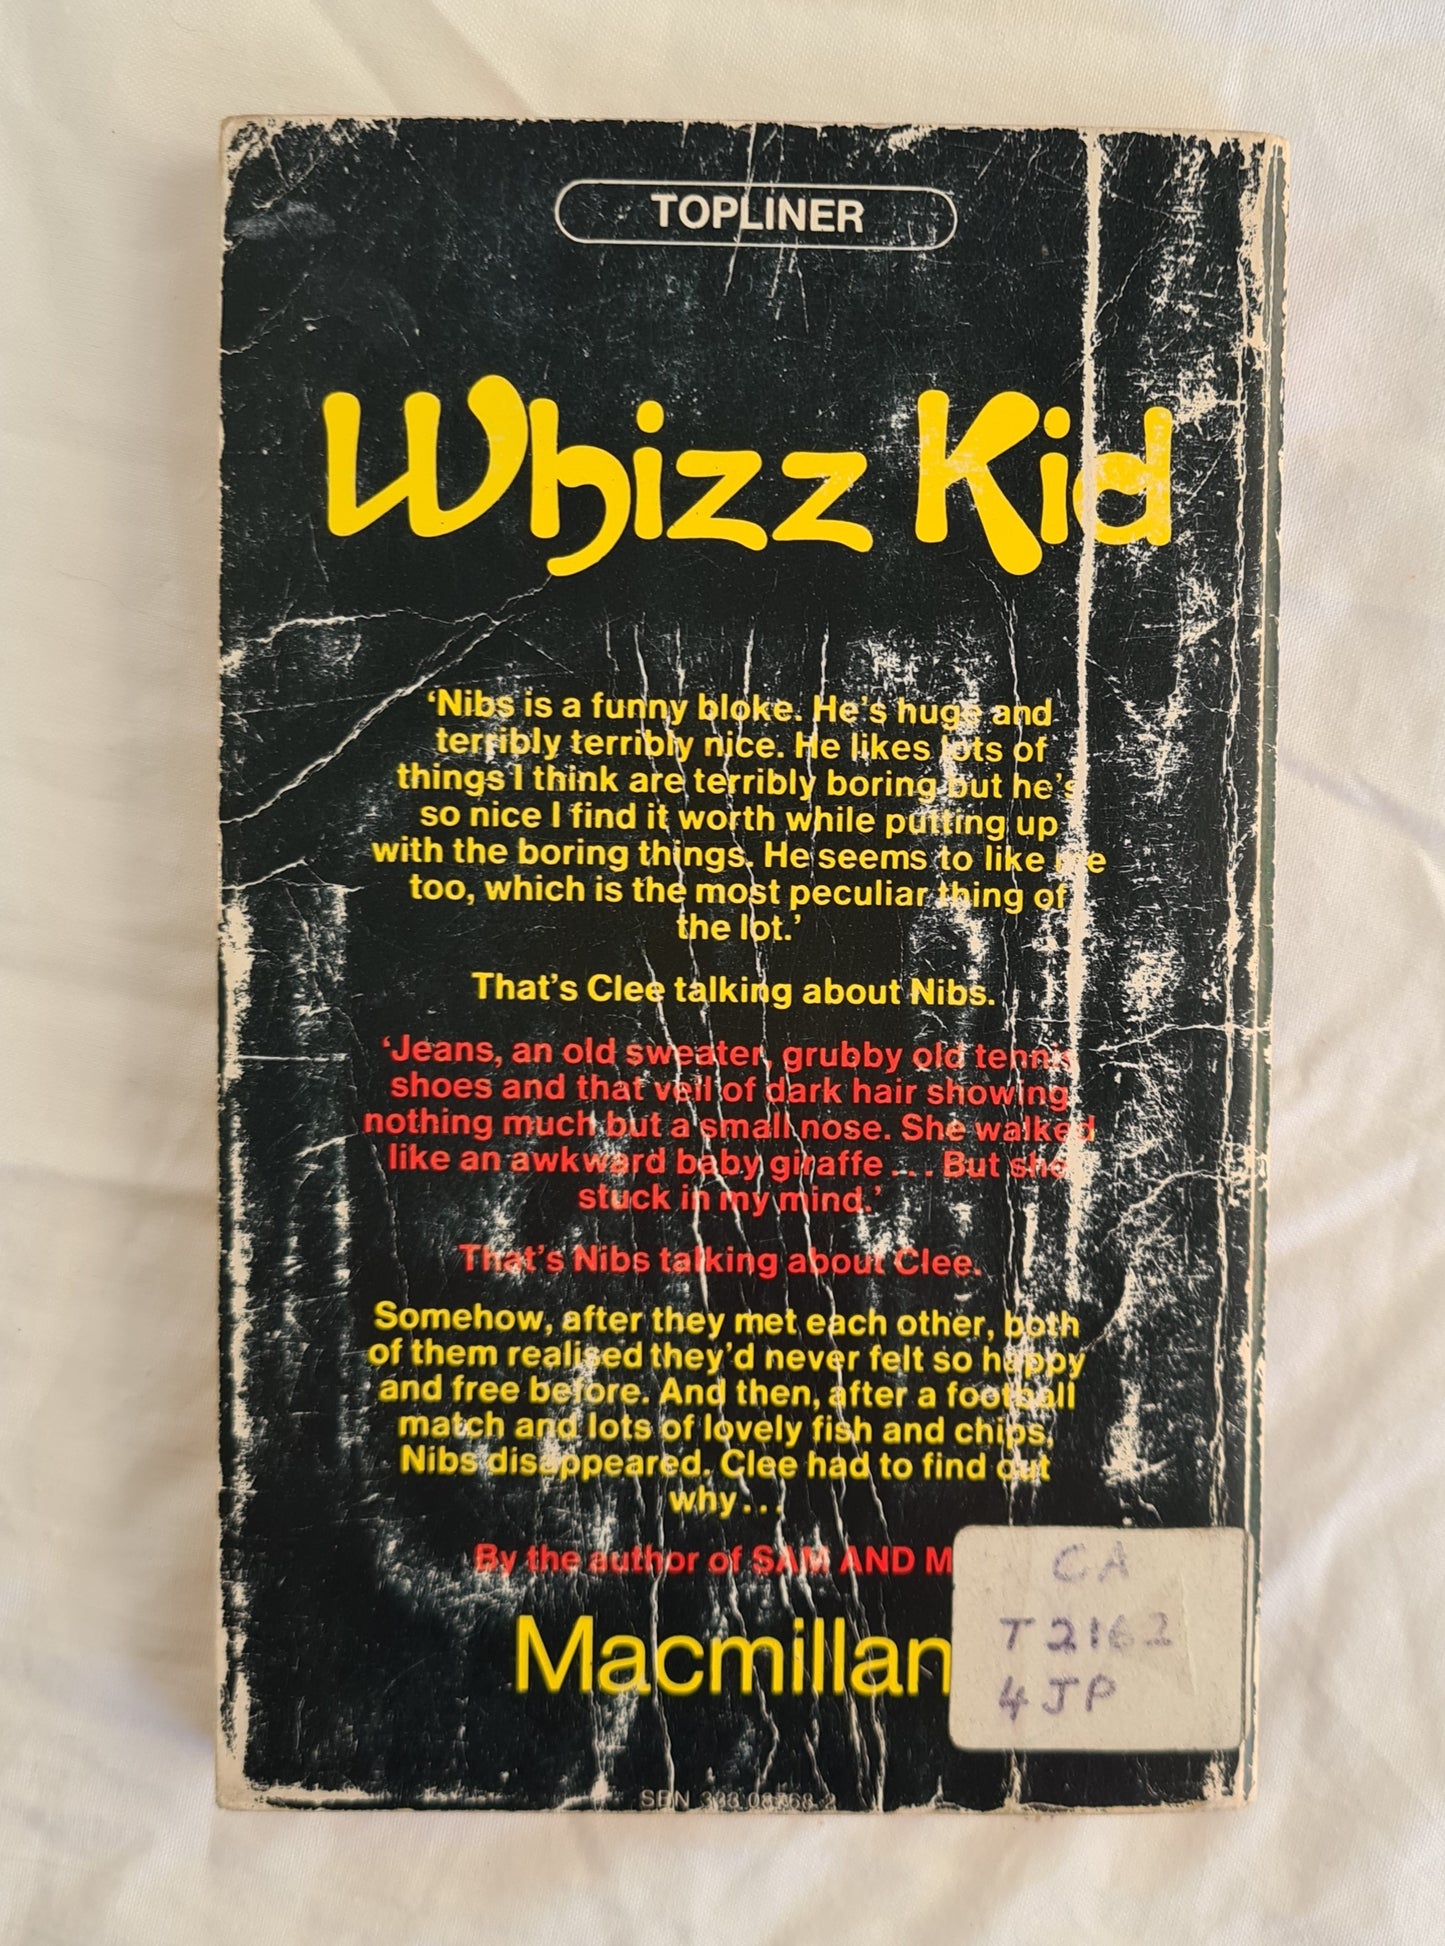 TOPLINER
Whizz Kid
‘Nibs is a funny bloke. He’s huge and
terribly terribly nice. He likes lots of
things I think are terribly boring but he’s
so nice I find it worth while putting up
with the boring things. He seems to like me
too, which is the most peculiar thing of
the lot.’
That’s Clee talking about Nibs.
‘Jeans, an old sweater, grubby old tennis
shoes and that veil of dark hair showing
nothing much but a small nose. She walked
like an awkward baby giraffe... But she
stuck in my mind.’
That’s Nibs talking about Clee.
Somehow, after they met each other, both
of them realised they’d never felt so happy
and free before. And then, after a football
match and lots of lovely fish and chips,
Nibs disappeared. Clee had to find out
why...
By the author of SAM AND M
Macmillan
CA
T2162
4JP
SBN 333